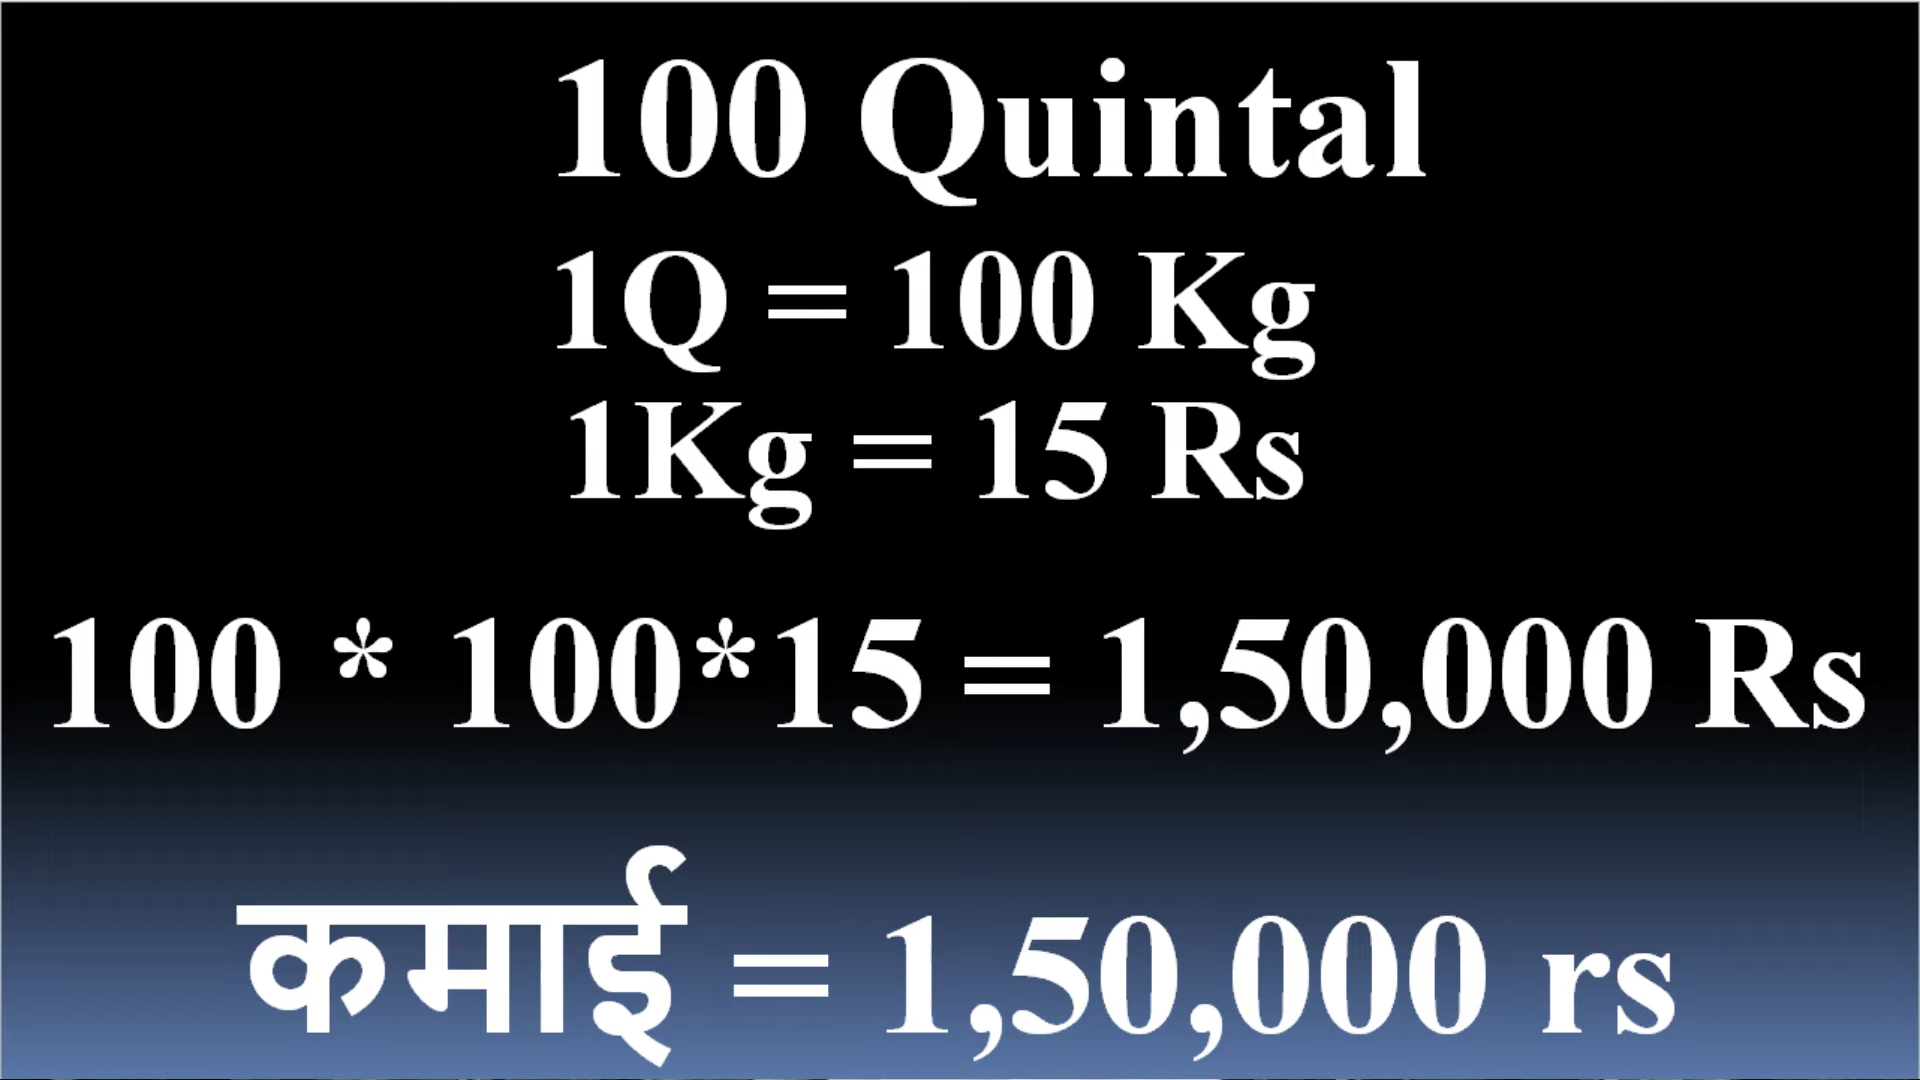 100 Quintal
1Q = 100 Kg
1Kg = 15 Rs
100 * 100*15 = 1,50,000 Rs
कमाई = 1,50,000 rs